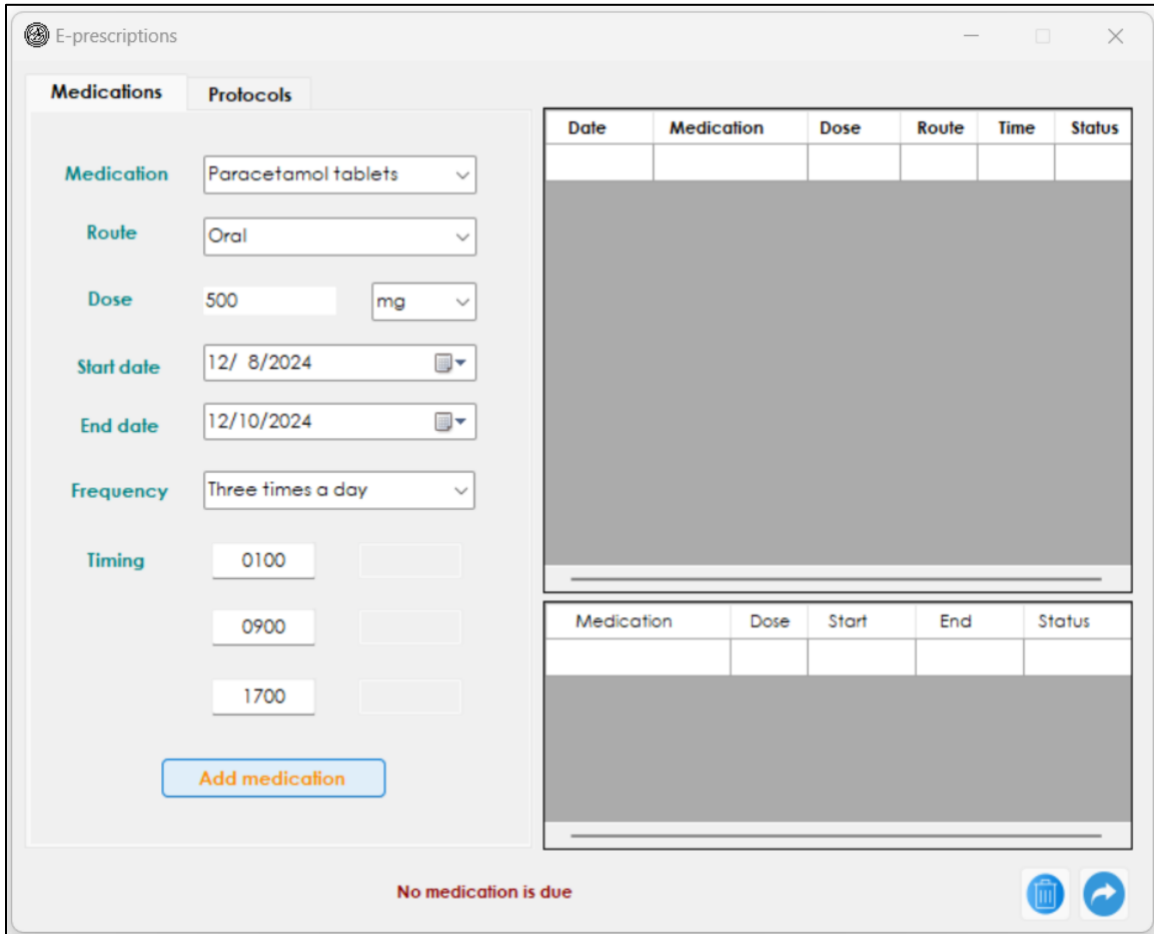 E-prescriptions
Medications Protocols
Medication Paracetamol tablets
Route Oral
Dose 500 mg
Start date 12/ 8/2024
End date 12/10/2024
Frequency Three times a day
Timing 0100
0900
1700
Add medication
Date Medication Dose Route Time Status
Medication Dose Start End Status
No medication is due